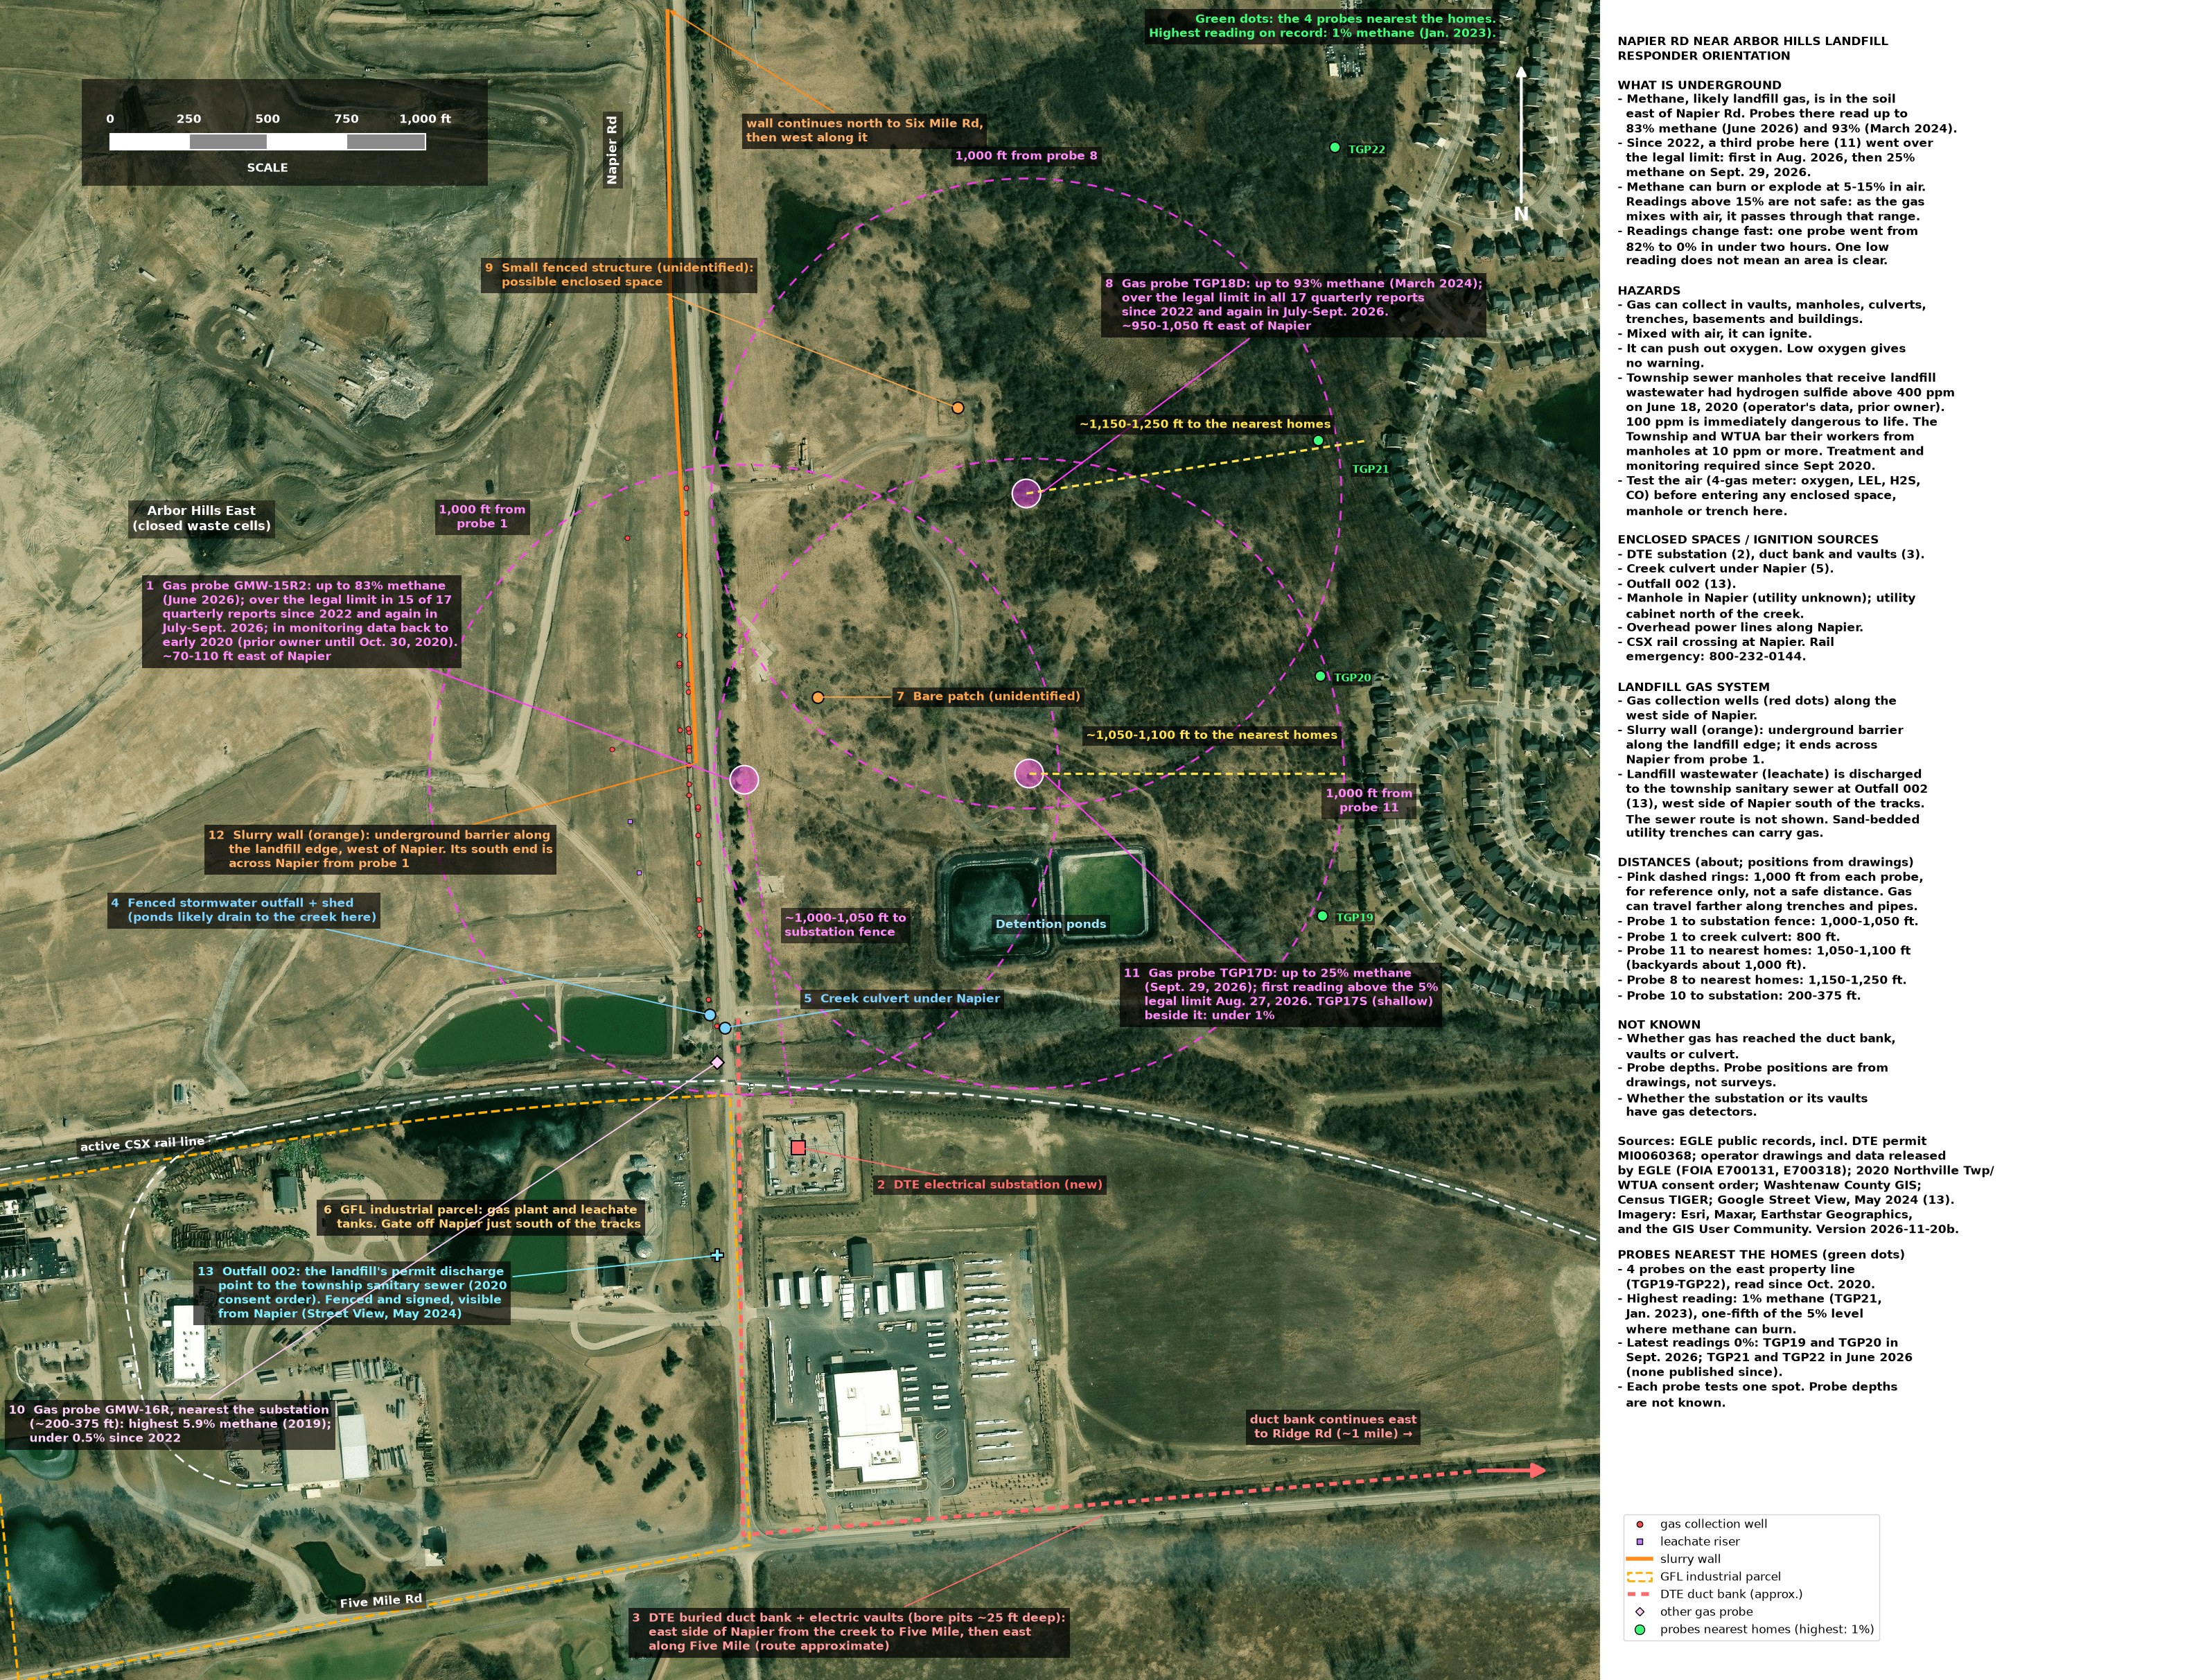 Green dots: the 4 probes nearest the homes.
Highest reading on record: 1% methane (Jan. 2023).
0 250 500 750 1,000 ft
SCALE
Napier Rd
wall continues north to Six Mile Rd,
then west along it
1,000 ft from probe 8
TGP22
N
9 Small fenced structure (unidentified):
possible enclosed space
8 Gas probe TGP18D: up to 93% methane (March 2024);
over the legal limit in all 17 quarterly reports
since 2022 and again in July-Sept. 2026.
~950-1,050 ft east of Napier
~1,150-1,250 ft to the nearest homes
TGP21
Arbor Hills East
(closed waste cells)
1,000 ft from
probe 1
1 Gas probe GMW-15R2: up to 83% methane
(June 2026); over the legal limit in 15 of 17
quarterly reports since 2022 and again in
July-Sept. 2026; in monitoring data back to
early 2020 (prior owner until Oct. 30, 2020).
~70-110 ft east of Napier
TGP20
7 Bare patch (unidentified)
~1,050-1,100 ft to the nearest homes
1,000 ft from
probe 11
12 Slurry wall (orange): underground barrier along
the landfill edge, west of Napier. Its south end is
across Napier from probe 1
4 Fenced stormwater outfall + shed
(ponds likely drain to the creek here)
~1,000-1,050 ft to
substation fence
Detention ponds
TGP19
11 Gas probe TGP17D: up to 25% methane
(Sept. 29, 2026); first reading above the 5%
legal limit Aug. 27, 2026. TGP17S (shallow)
beside it: under 1%
5 Creek culvert under Napier
active CSX rail line
2 DTE electrical substation (new)
6 GFL industrial parcel: gas plant and leachate
tanks. Gate off Napier just south of the tracks
13 Outfall 002: the landfill's permit discharge
point to the township sanitary sewer (2020
consent order). Fenced and signed, visible
from Napier (Street View, May 2024)
10 Gas probe GMW-16R, nearest the substation
(~200-375 ft): highest 5.9% methane (2019);
under 0.5% since 2022
duct bank continues east
to Ridge Rd (~1 mile) →
Five Mile Rd
3 DTE buried duct bank + electric vaults (bore pits ~25 ft deep):
east side of Napier from the creek to Five Mile, then east
along Five Mile (route approximate)
NAPIER RD NEAR ARBOR HILLS LANDFILL
RESPONDER ORIENTATION
WHAT IS UNDERGROUND
- Methane, likely landfill gas, is in the soil
east of Napier Rd. Probes there read up to
83% methane (June 2026) and 93% (March 2024).
- Since 2022, a third probe here (11) went over
the legal limit: first in Aug. 2026, then 25%
methane on Sept. 29, 2026.
- Methane can burn or explode at 5-15% in air.
Readings above 15% are not safe: as the gas
mixes with air, it passes through that range.
- Readings change fast: one probe went from
82% to 0% in under two hours. One low
reading does not mean an area is clear.
HAZARDS
- Gas can collect in vaults, manholes, culverts,
trenches, basements and buildings.
- Mixed with air, it can ignite.
- It can push out oxygen. Low oxygen gives
no warning.
- Township sewer manholes that receive landfill
wastewater had hydrogen sulfide above 400 ppm
on June 18, 2020 (operator's data, prior owner).
100 ppm is immediately dangerous to life. The
Township and WTUA bar their workers from
manholes at 10 ppm or more. Treatment and
monitoring required since Sept 2020.
- Test the air (4-gas meter: oxygen, LEL, H2S,
CO) before entering any enclosed space,
manhole or trench here.
ENCLOSED SPACES / IGNITION SOURCES
- DTE substation (2), duct bank and vaults (3).
- Creek culvert under Napier (5).
- Outfall 002 (13).
- Manhole in Napier (utility unknown); utility
cabinet north of the creek.
- Overhead power lines along Napier.
- CSX rail crossing at Napier. Rail
emergency: 800-232-0144.
LANDFILL GAS SYSTEM
- Gas collection wells (red dots) along the
west side of Napier.
- Slurry wall (orange): underground barrier
along the landfill edge; it ends across
Napier from probe 1.
- Landfill wastewater (leachate) is discharged
to the township sanitary sewer at Outfall 002
(13), west side of Napier south of the tracks.
The sewer route is not shown. Sand-bedded
utility trenches can carry gas.
DISTANCES (about; positions from drawings)
- Pink dashed rings: 1,000 ft from each probe,
for reference only, not a safe distance. Gas
can travel farther along trenches and pipes.
- Probe 1 to substation fence: 1,000-1,050 ft.
- Probe 1 to creek culvert: 800 ft.
- Probe 11 to nearest homes: 1,050-1,100 ft
(backyards about 1,000 ft).
- Probe 8 to nearest homes: 1,150-1,250 ft.
- Probe 10 to substation: 200-375 ft.
NOT KNOWN
- Whether gas has reached the duct bank,
vaults or culvert.
- Probe depths. Probe positions are from
drawings, not surveys.
- Whether the substation or its vaults
have gas detectors.
Sources: EGLE public records, incl. DTE permit
MI0060368; operator drawings and data released
by EGLE (FOIA E700131, E700318); 2020 Northville Twp/
WTUA consent order; Washtenaw County GIS;
Census TIGER; Google Street View, May 2024 (13).
Imagery: Esri, Maxar, Earthstar Geographics,
and the GIS User Community. Version 2026-11-20b.
PROBES NEAREST THE HOMES (green dots)
- 4 probes on the east property line
(TGP19-TGP22), read since Oct. 2020.
- Highest reading: 1% methane (TGP21,
Jan. 2023), one-fifth of the 5% level
where methane can burn.
- Latest readings 0%: TGP19 and TGP20 in
Sept. 2026; TGP21 and TGP22 in June 2026
(none published since).
- Each probe tests one spot. Probe depths
are not known.
gas collection well
leachate riser
slurry wall
GFL industrial parcel
DTE duct bank (approx.)
other gas probe
probes nearest homes (highest: 1%)